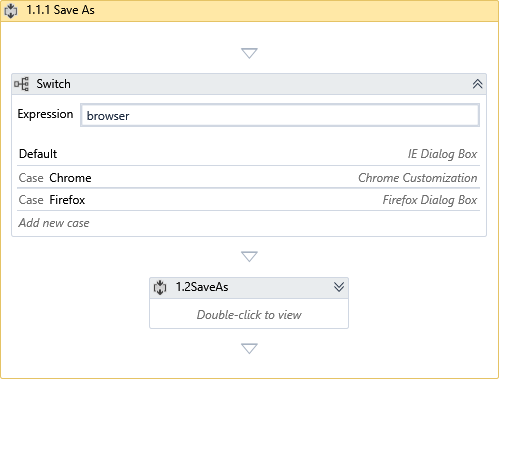 1.1.1 Save As
Switch
Expression browser
Default IE Dialog Box
Case Chrome Chrome Customization
Case Firefox Firefox Dialog Box
Add new case
1.2SaveAs
Double-click to view